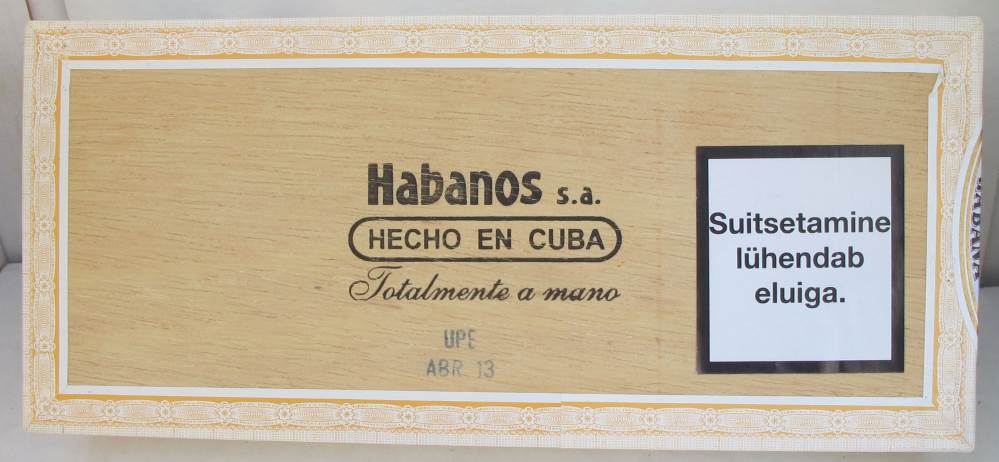 Habanos s.a.
HECHO EN CUBA
Totalmente a mano
UPE
ABR 13
Suitsetamine
lühendab
eluiga.